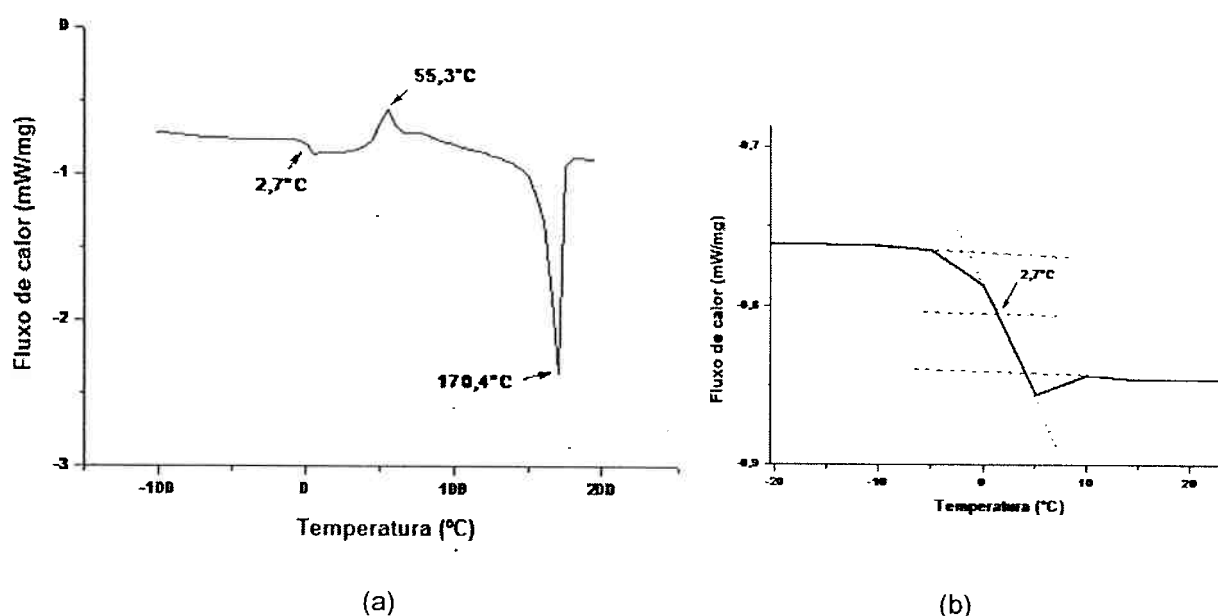 0
55,3°C
-1
2,7°C
Fluxo de calor (mW/mg)
-2
170,4°C
-3
-100
0
100
200
Temperatura (ºC)
(a)
-0,7
2,7°C
-0,8
Fluxo de calor (mW/mg)
-0,9
-20
-10
0
10
20
Temperatura (°C)
(b)